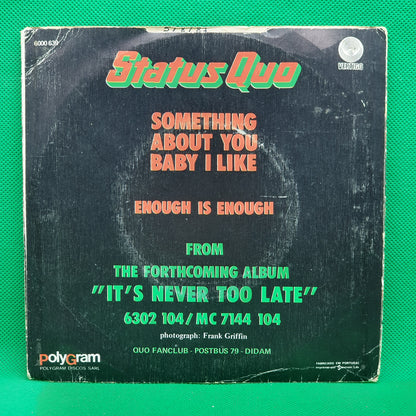 6000 639
VERTIGO
Status Quo
SOMETHING
ABOUT YOU
BABY I LIKE
ENOUGH IS ENOUGH
FROM
THE FORTHCOMING ALBUM
"IT'S NEVER TOO LATE"
6302 104/MC 7144 104
photograph: Frank Griffin
QUO FANCLUB - POSTBUS 79 - DIDAM
polyGram
POLYGRAM DISCOS SARL
FABRICADO EM PORTUGAL